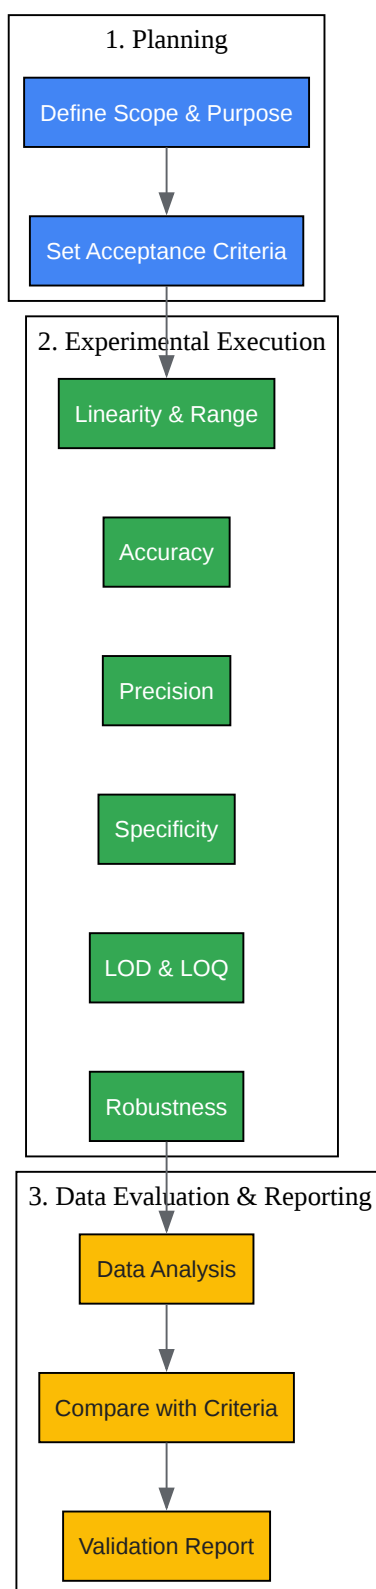 1. Planning
Define Scope & Purpose
Set Acceptance Criteria
2. Experimental Execution
Linearity & Range
Accuracy
Precision
Specificity
LOD & LOQ
Robustness
3. Data Evaluation & Reporting
Data Analysis
Compare with Criteria
Validation Report